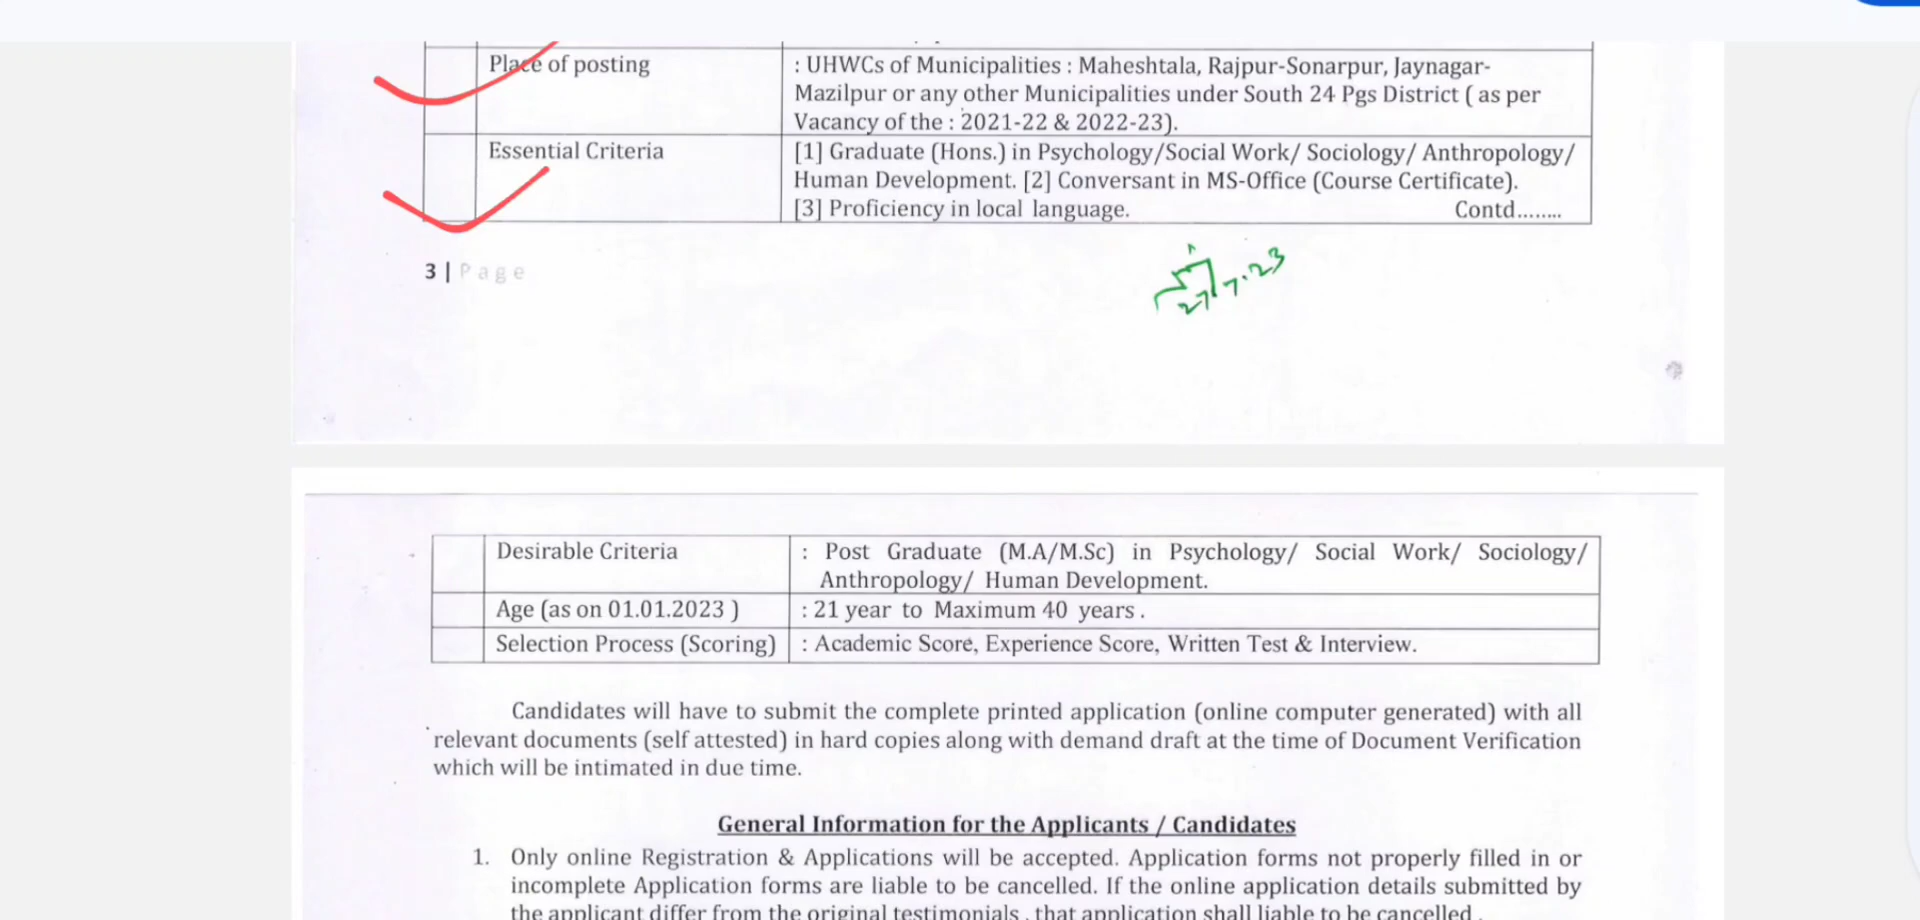 Place of posting
: UHWCs of Municipalities : Maheshtala, Rajpur-Sonarpur, Jaynagar-
Mazilpur or any other Municipalities under South 24 Pgs District ( as per
Vacancy of the : 2021-22 & 2022-23).
Essential Criteria
[1] Graduate (Hons.) in Psychology/Social Work/ Sociology/ Anthropology/
Human Development. [2] Conversant in MS-Office (Course Certificate).
[3] Proficiency in local language. Contd........
27.7.23
3 | Page
Desirable Criteria
: Post Graduate (M.A/M.Sc) in Psychology/ Social Work/ Sociology/
Anthropology/ Human Development.
Age (as on 01.01.2023 )
: 21 year to Maximum 40 years .
Selection Process (Scoring)
: Academic Score, Experience Score, Written Test & Interview.
Candidates will have to submit the complete printed application (online computer generated) with all
relevant documents (self attested) in hard copies along with demand draft at the time of Document Verification
which will be intimated in due time.
General Information for the Applicants / Candidates
1. Only online Registration & Applications will be accepted. Application forms not properly filled in or
incomplete Application forms are liable to be cancelled. If the online application details submitted by
the applicant differ from the original testimonials , that application shall liable to be cancelled .